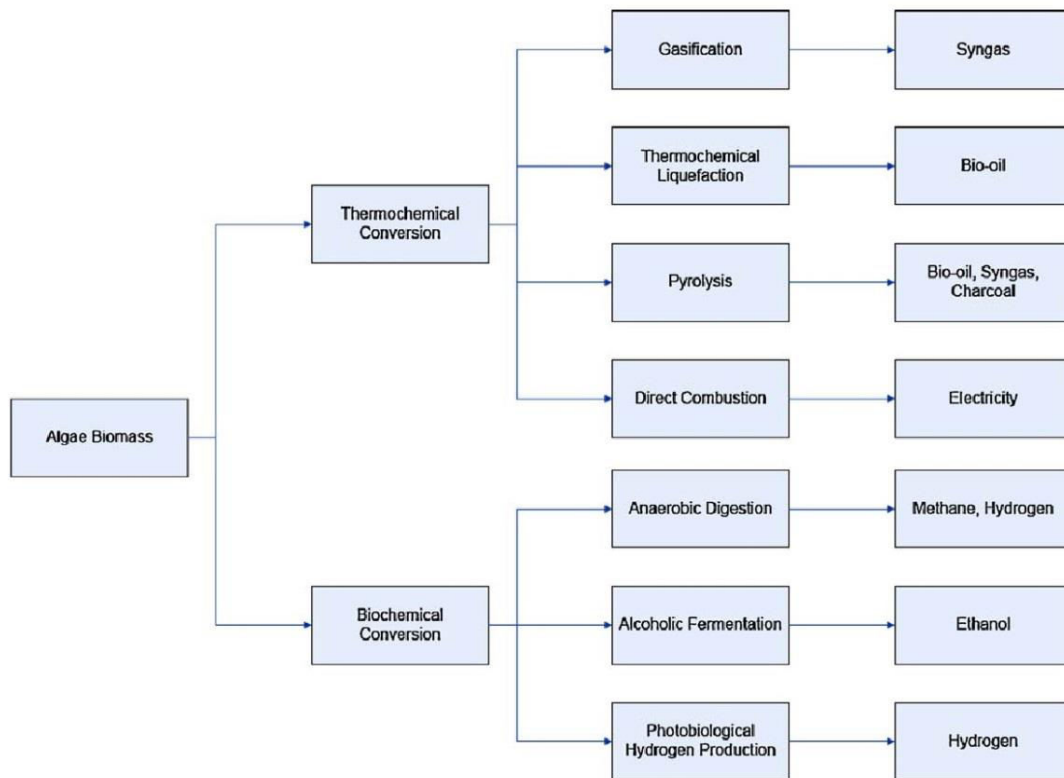 Gasification
Syngas
Thermochemical
Liquefaction
Bio-oil
Thermochemical
Conversion
Pyrolysis
Bio-oil, Syngas,
Charcoal
Direct Combustion
Electricity
Algae Biomass
Anaerobic Digestion
Methane, Hydrogen
Biochemical
Conversion
Alcoholic Fermentation
Ethanol
Photobiological
Hydrogen Production
Hydrogen